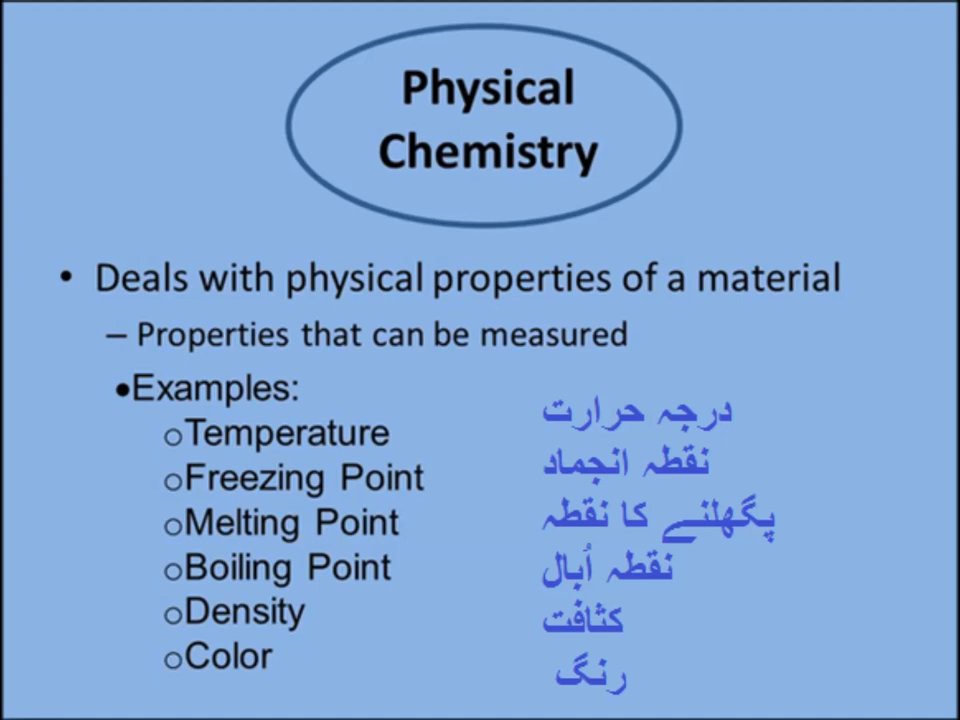 Physical
Chemistry
• Deals with physical properties of a material
– Properties that can be measured
•Examples:
oTemperature درجہ حرارت
oFreezing Point نقطہ انجماد
oMelting Point پگھلنے کا نقطہ
oBoiling Point نقطہ اُبال
oDensity کثافت
oColor رنگ